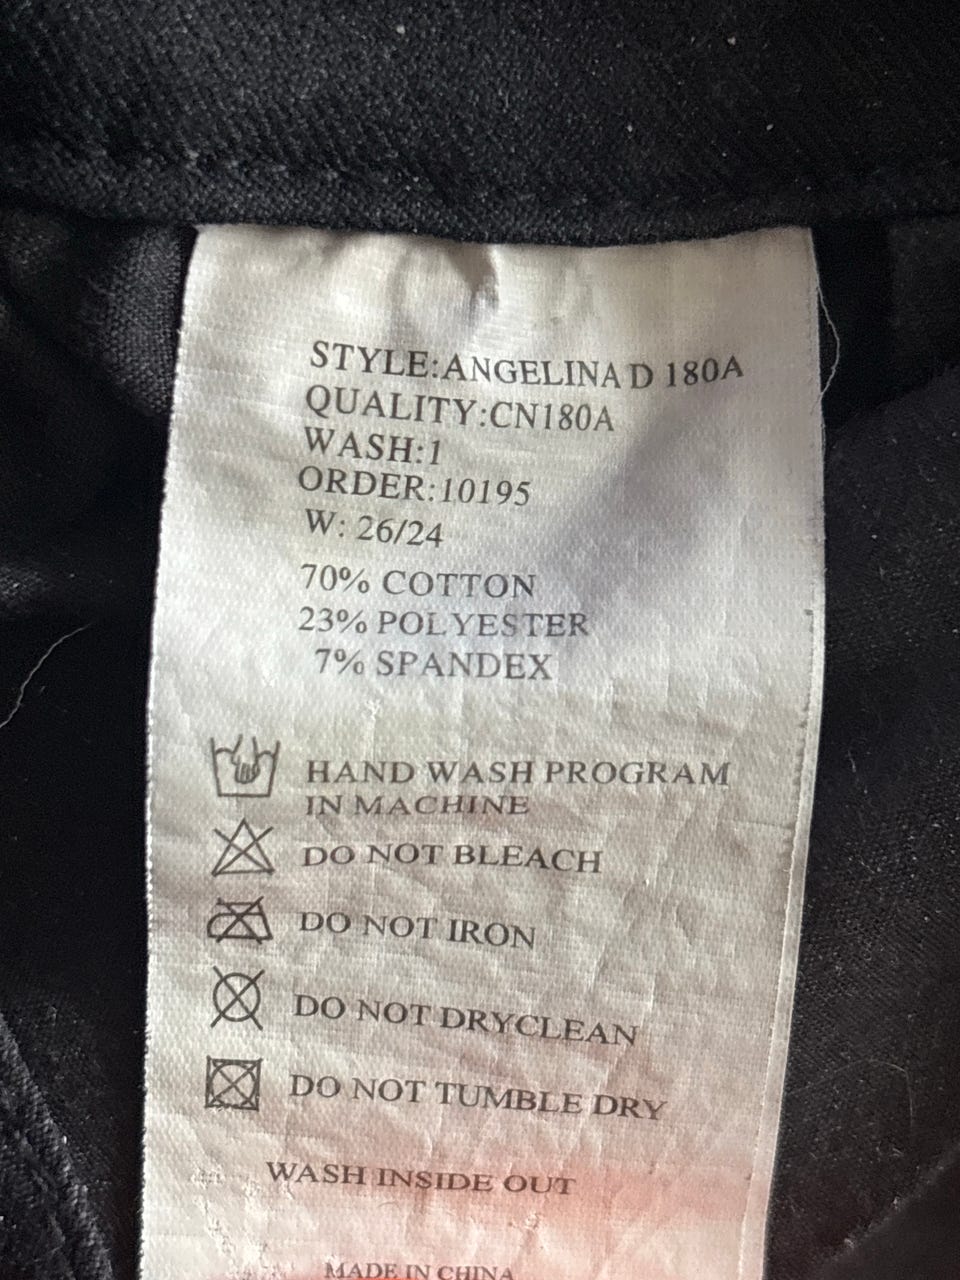 STYLE:ANGELINA D 180A
QUALITY:CN180A
WASH:1
ORDER:10195
W: 26/24
70% COTTON
23% POLYESTER
7% SPANDEX
HAND WASH PROGRAM
IN MACHINE
DO NOT BLEACH
DO NOT IRON
DO NOT DRYCLEAN
DO NOT TUMBLE DRY
WASH INSIDE OUT
MADE IN CHINA